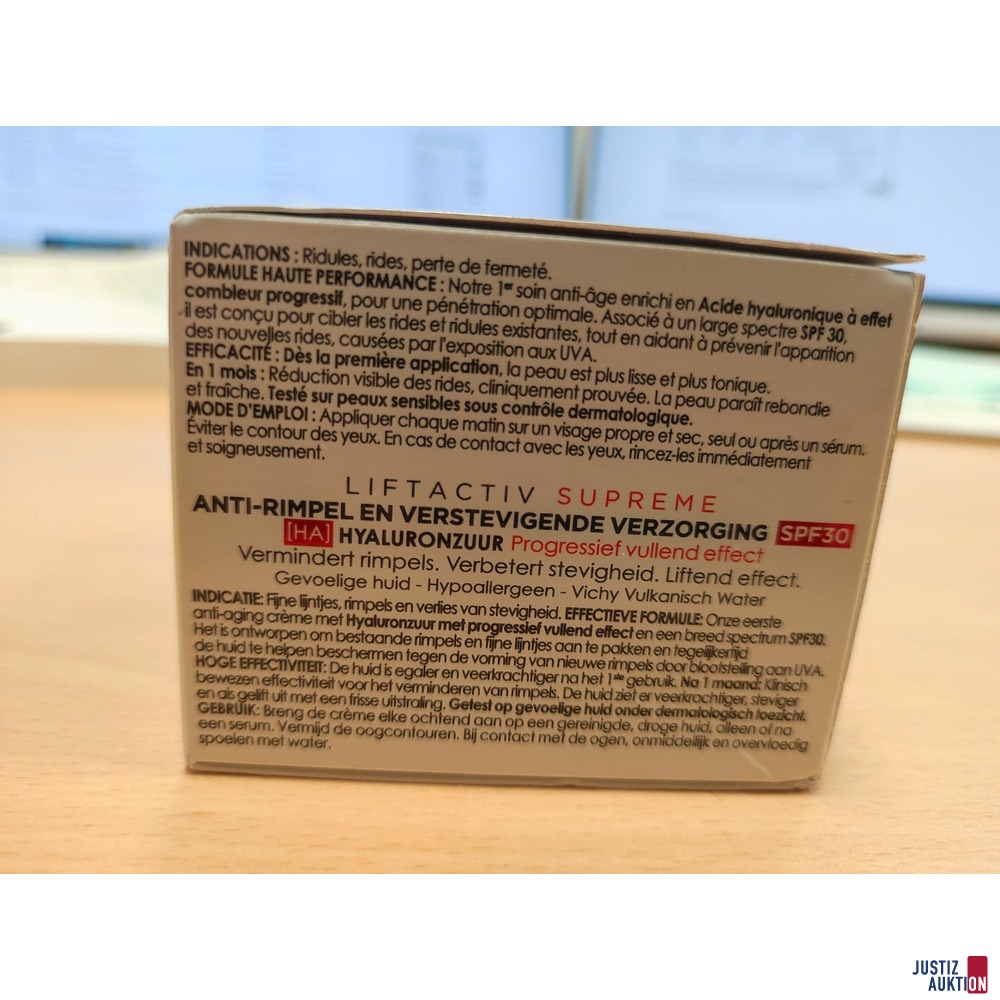 INDICATIONS : Ridules, rides, perte de fermeté.
FORMULE HAUTE PERFORMANCE : Notre 1er soin anti-âge enrichi en Acide hyaluronique à effet
combleur progressif, pour une pénétration optimale. Associé à un large spectre SPF 30,
il est conçu pour cibler les rides et ridules existantes, tout en aidant à prévenir l'apparition
des nouvelles rides, causées par l'exposition aux UVA.
EFFICACITÉ : Dès la première application, la peau est plus lisse et plus tonique.
En 1 mois : Réduction visible des rides, cliniquement prouvée. La peau paraît rebondie
et fraîche. Testé sur peaux sensibles sous contrôle dermatologique.
MODE D'EMPLOI : Appliquer chaque matin sur un visage propre et sec, seul ou après un sérum.
Éviter le contour des yeux. En cas de contact avec les yeux, rincez-les immédiatement
et soigneusement.
LIFTACTIV SUPREME
ANTI-RIMPEL EN VERSTEVIGENDE VERZORGING SPF30
[HA] HYALURONZUUR Progressief vullend effect
Vermindert rimpels. Verbetert stevigheid. Liftend effect.
Gevoelige huid - Hypoallergeen - Vichy Vulkanisch Water
INDICATIE: Fijne lijntjes, rimpels en verlies van stevigheid. EFFECTIEVE FORMULE: Onze eerste
anti-aging crème met Hyaluronzuur met progressief vullend effect en een breed spectrum SPF30.
Het is ontworpen om bestaande rimpels en fijne lijntjes aan te pakken en tegelijkertijd
de huid te helpen beschermen tegen de vorming van nieuwe rimpels door blootstelling aan UVA.
HOGE EFFECTIVITEIT: De huid is egaler en veerkrachtiger na het 1ste gebruik. Na 1 maand: Klinisch
bewezen effectiviteit voor het verminderen van rimpels. De huid ziet er veerkrachtiger, steviger
en als gelift uit met een frisse uitstraling. Getest op gevoelige huid onder dermatologisch toezicht.
GEBRUIK: Breng de crème elke ochtend aan op een gereinigde, droge huid, alleen of na
een serum. Vermijd de oogcontouren. Bij contact met de ogen, onmiddellijk en overvloedig
spoelen met water.
JUSTIZ
AUKTION